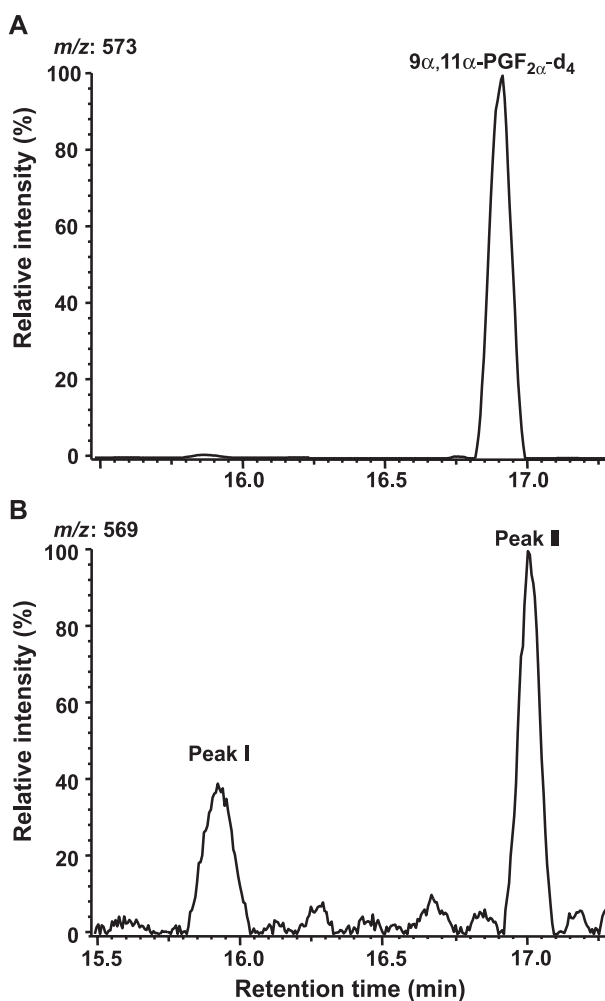 A
m/z: 573
9α,11α-PGF2α-d4
100
80
60
40
20
0
Relative intensity (%)
16.0
16.5
17.0
B
m/z: 569
Peak II
100
80
60
Peak I
40
20
0
Relative intensity (%)
15.5
16.0
16.5
17.0
Retention time (min)